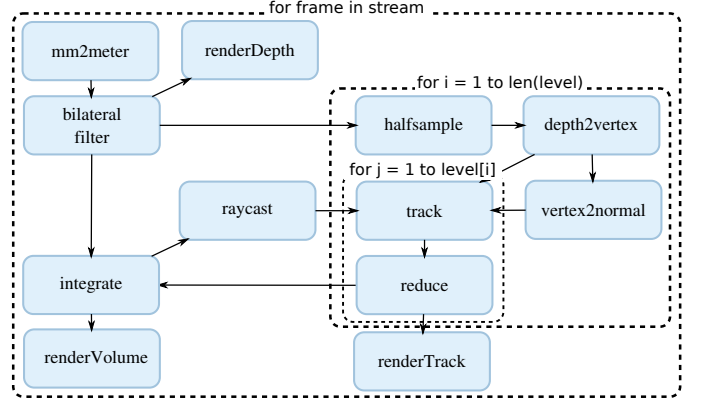 for frame in stream
mm2meter
renderDepth
for i = 1 to len(level)
bilateral
filter
halfsample
depth2vertex
for j = 1 to level[i]
raycast
track
vertex2normal
integrate
reduce
renderVolume
renderTrack